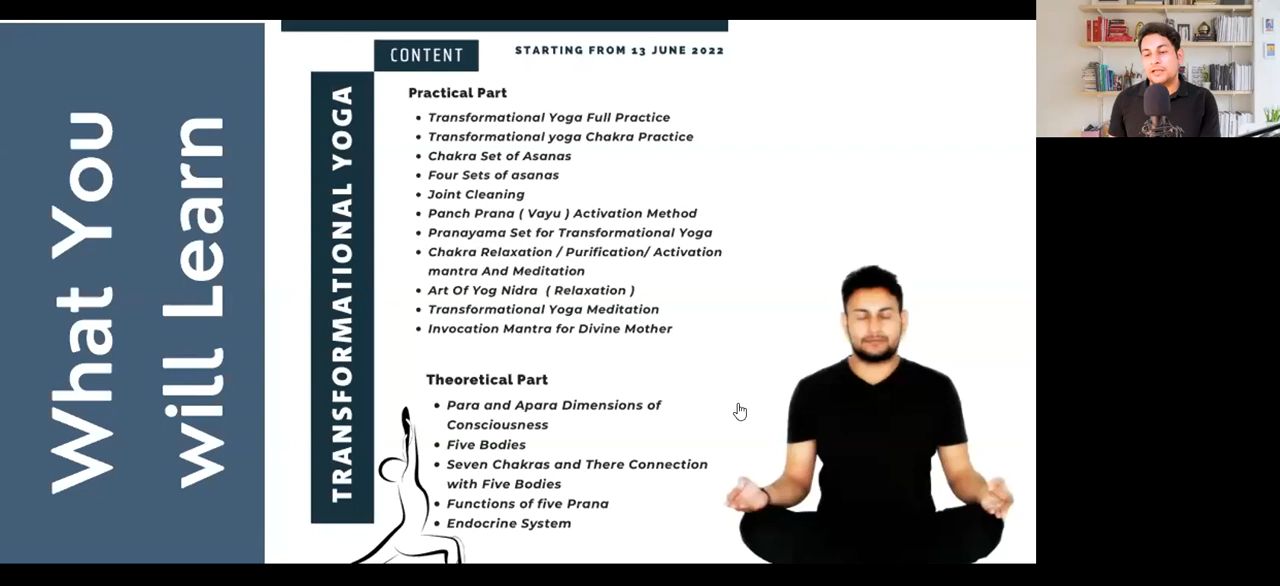 What You
will Learn
CONTENT
STARTING FROM 13 JUNE 2022
TRANSFORMATIONAL YOGA
Practical Part
• Transformational Yoga Full Practice
• Transformational yoga Chakra Practice
• Chakra Set of Asanas
• Four Sets of asanas
• Joint Cleaning
• Panch Prana ( Vayu ) Activation Method
• Pranayama Set for Transformational Yoga
• Chakra Relaxation / Purification/ Activation
mantra And Meditation
• Art Of Yog Nidra ( Relaxation )
• Transformational Yoga Meditation
• Invocation Mantra for Divine Mother
Theoretical Part
• Para and Apara Dimensions of
Consciousness
• Five Bodies
• Seven Chakras and There Connection
with Five Bodies
• Functions of five Prana
• Endocrine System